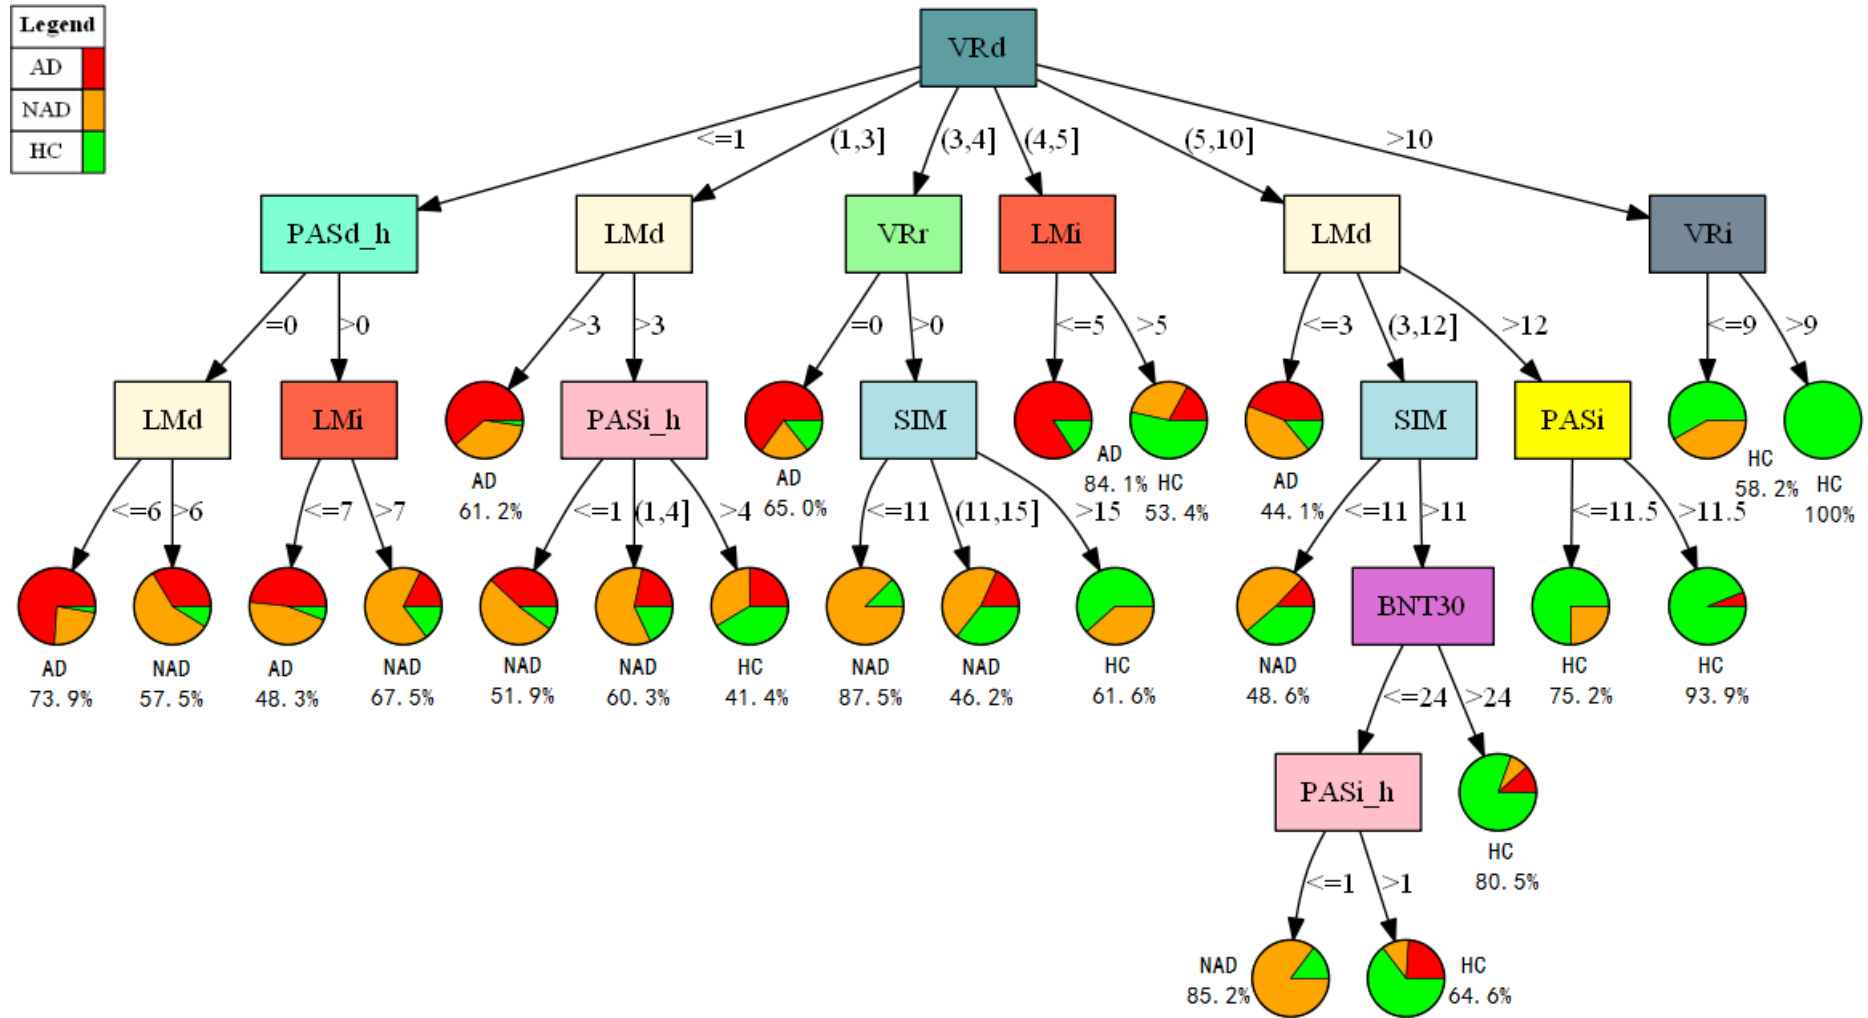 Legend
AD
NAD
HC
VRd
<=1
(1,3]
(3,4]
(4,5]
(5,10]
>10
PASd_h
LMd
VRr
LMi
LMd
VRi
=0
>0
>3
>3
=0
>0
<=5
>5
<=3
(3,12]
>12
<=9
>9
LMd
LMi
PASi_h
SIM
SIM
PASi
AD
61.2%
AD
65.0%
AD
84.1%
HC
53.4%
AD
44.1%
HC
58.2%
HC
100%
<=6
>6
<=7
>7
<=1
(1,4]
>4
<=11
(11,15]
>15
<=11
>11
<=11.5
>11.5
BNT30
AD
73.9%
NAD
57.5%
AD
48.3%
NAD
67.5%
NAD
51.9%
NAD
60.3%
HC
41.4%
NAD
87.5%
NAD
46.2%
HC
61.6%
NAD
48.6%
HC
75.2%
HC
93.9%
<=24
>24
PASi_h
HC
80.5%
<=1
>1
NAD
85.2%
HC
64.6%